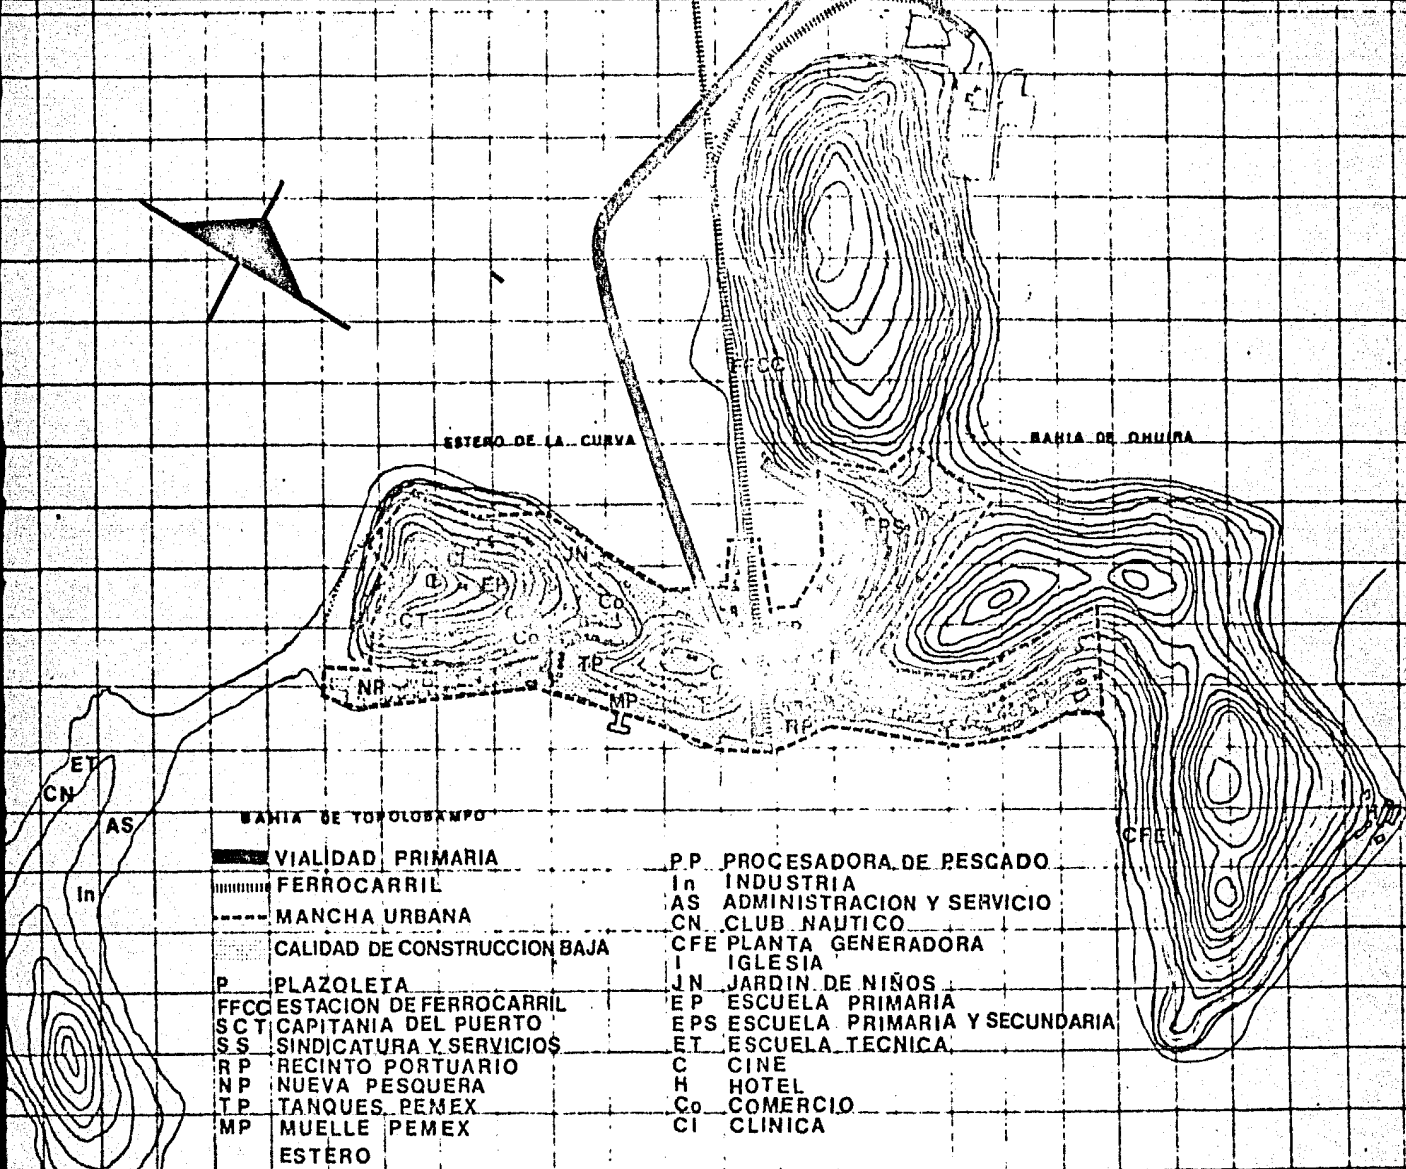 FFCC
ESTERO DE LA CURVA
BAHIA DE OHUIRA
EPS
JN
CI
EP
Co
SCT
Co
TP
C
NP
MP
RP
ET
CN
AS
In
CFE
H
BAHIA DE TOPOLOBAMPO
VIALIDAD PRIMARIA
FERROCARRIL
MANCHA URBANA
CALIDAD DE CONSTRUCCION BAJA
P PLAZOLETA
FFCC ESTACION DE FERROCARRIL
SCT CAPITANIA DEL PUERTO
SS SINDICATURA Y SERVICIOS
RP RECINTO PORTUARIO
NP NUEVA PESQUERA
TP TANQUES PEMEX
MP MUELLE PEMEX
ESTERO
P.P PROCESADORA DE PESCADO
In INDUSTRIA
AS ADMINISTRACION Y SERVICIO
CN CLUB NAUTICO
CFE PLANTA GENERADORA
I IGLESIA
JN JARDIN DE NIÑOS
EP ESCUELA PRIMARIA
EPS ESCUELA PRIMARIA Y SECUNDARIA
ET ESCUELA TECNICA
C CINE
H HOTEL
Co COMERCIO
CI CLINICA